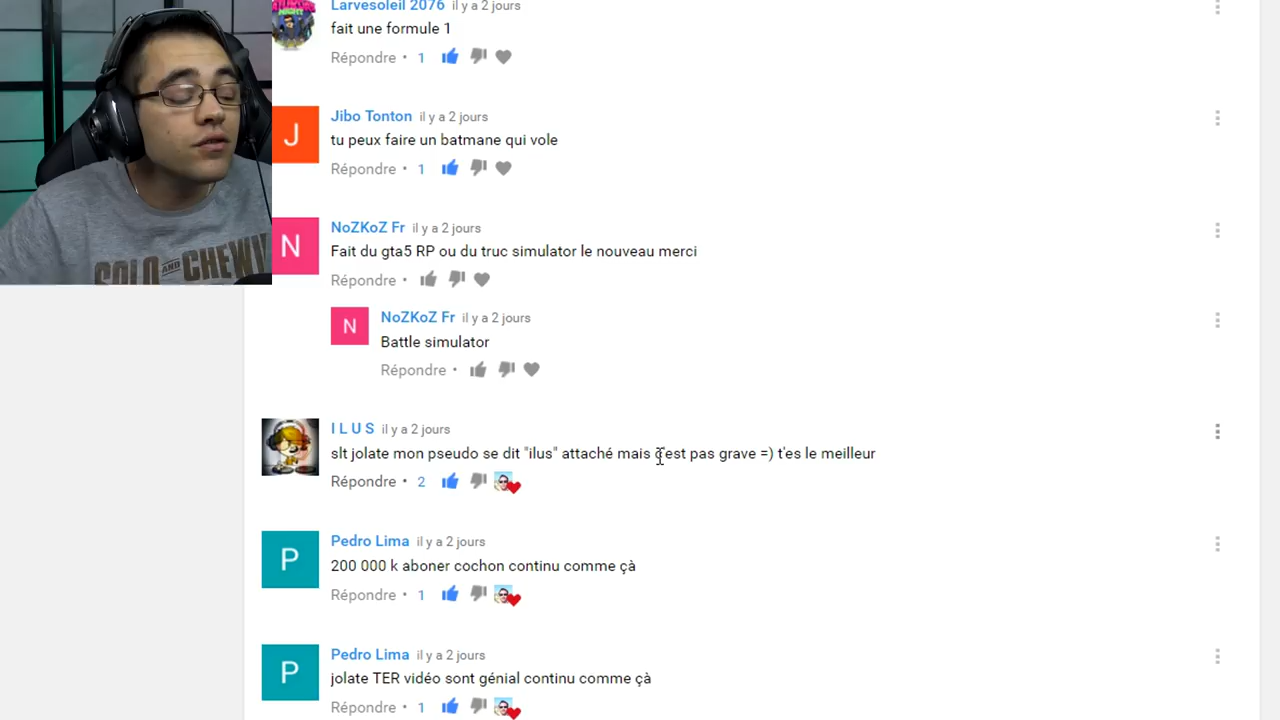 Larvesoleil 2076 il y a 2 jours
fait une formule 1
Répondre • 1
J
Jibo Tonton il y a 2 jours
tu peux faire un batmane qui vole
Répondre • 1
N
NoZKoZ Fr il y a 2 jours
Fait du gta5 RP ou du truc simulator le nouveau merci
Répondre •
N
NoZKoZ Fr il y a 2 jours
Battle simulator
Répondre •
I L U S il y a 2 jours
slt jolate mon pseudo se dit "ilus" attaché mais c'est pas grave =) t'es le meilleur
Répondre • 2
P
Pedro Lima il y a 2 jours
200 000 k aboner cochon continu comme çà
Répondre • 1
P
Pedro Lima il y a 2 jours
jolate TER vidéo sont génial continu comme çà
Répondre • 1
SOLO AND CHEWY